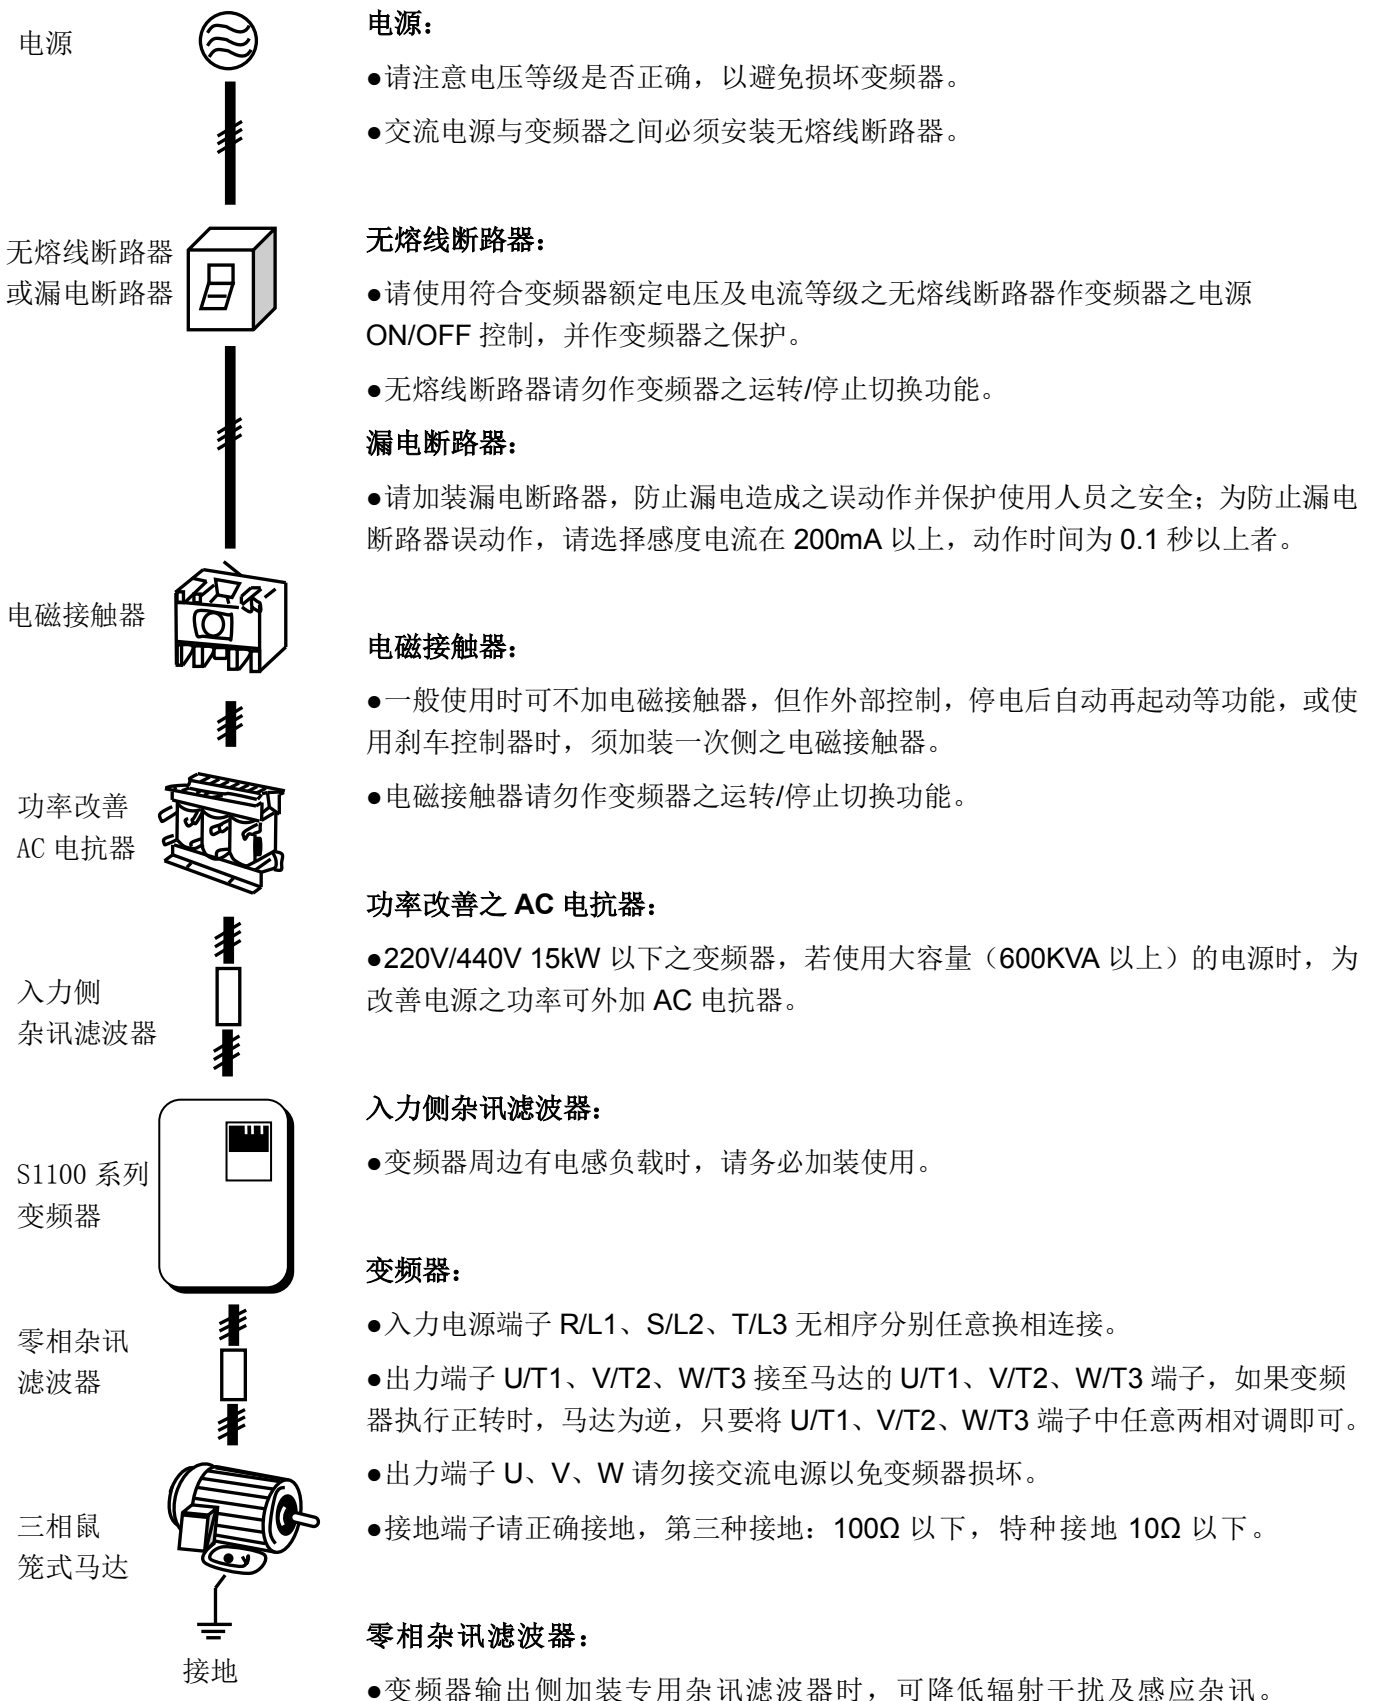 电源
电源：
●请注意电压等级是否正确，以避免损坏变频器。
●交流电源与变频器之间必须安装无熔线断路器。
无熔线断路器
或漏电断路器
无熔线断路器：
●请使用符合变频器额定电压及电流等级之无熔线断路器作变频器之电源
ON/OFF 控制，并作变频器之保护。
●无熔线断路器请勿作变频器之运转/停止切换功能。
漏电断路器：
●请加装漏电断路器，防止漏电造成之误动作并保护使用人员之安全；为防止漏电
断路器误动作，请选择感度电流在 200mA 以上，动作时间为 0.1 秒以上者。
电磁接触器
电磁接触器：
●一般使用时可不加电磁接触器，但作外部控制，停电后自动再起动等功能，或使
用刹车控制器时，须加装一次侧之电磁接触器。
●电磁接触器请勿作变频器之运转/停止切换功能。
功率改善
AC 电抗器
功率改善之 AC 电抗器：
●220V/440V 15kW 以下之变频器，若使用大容量（600KVA 以上）的电源时，为
改善电源之功率可外加 AC 电抗器。
入力侧
杂讯滤波器
入力侧杂讯滤波器：
●变频器周边有电感负载时，请务必加装使用。
S1100 系列
变频器
变频器：
●入力电源端子 R/L1、S/L2、T/L3 无相序分别任意换相连接。
●出力端子 U/T1、V/T2、W/T3 接至马达的 U/T1、V/T2、W/T3 端子，如果变频
器执行正转时，马达为逆，只要将 U/T1、V/T2、W/T3 端子中任意两相对调即可。
●出力端子 U、V、W 请勿接交流电源以免变频器损坏。
●接地端子请正确接地，第三种接地：100Ω 以下，特种接地 10Ω 以下。
零相杂讯
滤波器
三相鼠
笼式马达
接地
零相杂讯滤波器：
●变频器输出侧加装专用杂讯滤波器时，可降低辐射干扰及感应杂讯。